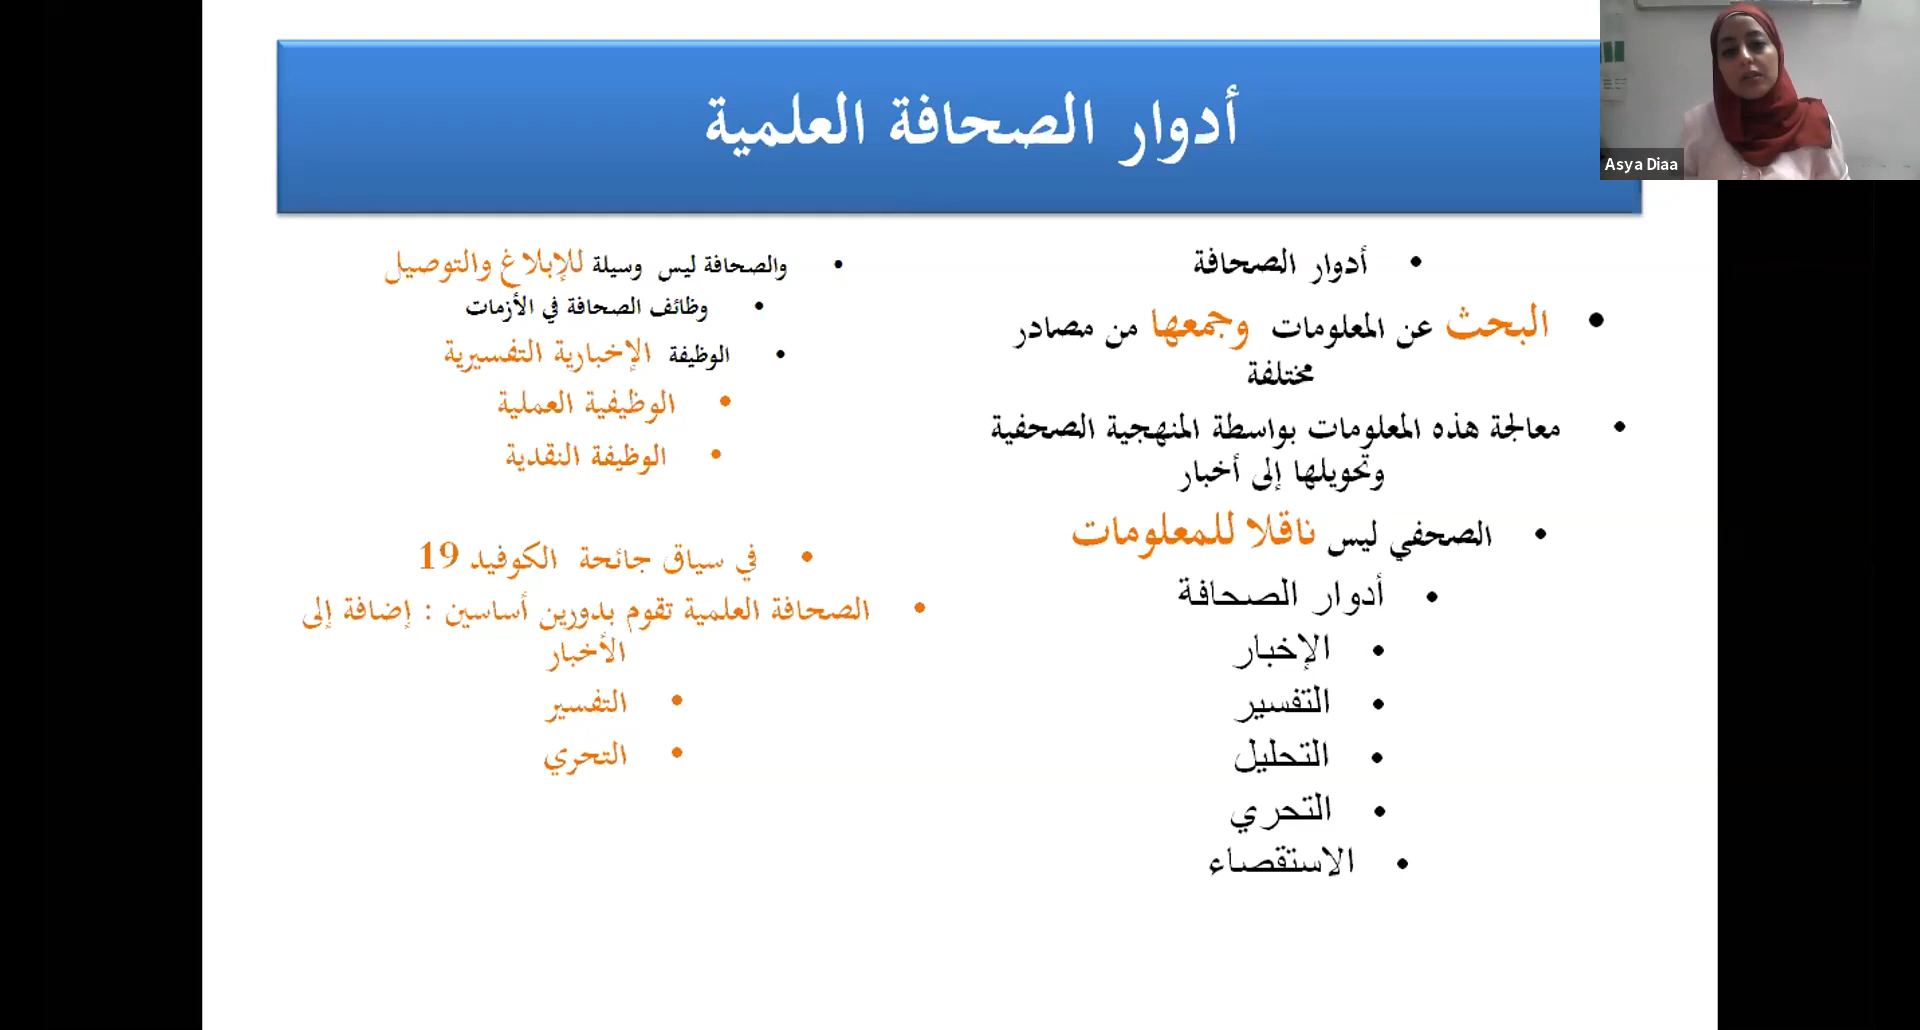 أدوار الصحافة العلمية
Asya Diaa
• أدوار الصحافة
• البحث عن المعلومات وجمعها من مصادر
مختلفة
• معالجة هذه المعلومات بواسطة المنهجية الصحفية
وتحويلها إلى أخبار
• الصحفي ليس ناقلا للمعلومات
• أدوار الصحافة
• الإخبار
• التفسير
• التحليل
• التحري
• الاستقصاء
• والصحافة ليس وسيلة للإبلاغ والتوصيل
• وظائف الصحافة في الأزمات
• الوظيفة الإخبارية التفسيرية
• الوظيفية العملية
• الوظيفة النقدية
• في سياق جائحة الكوفيد 19
• الصحافة العلمية تقوم بدورين أساسين : إضافة إلى
الأخبار
• التفسير
• التحري